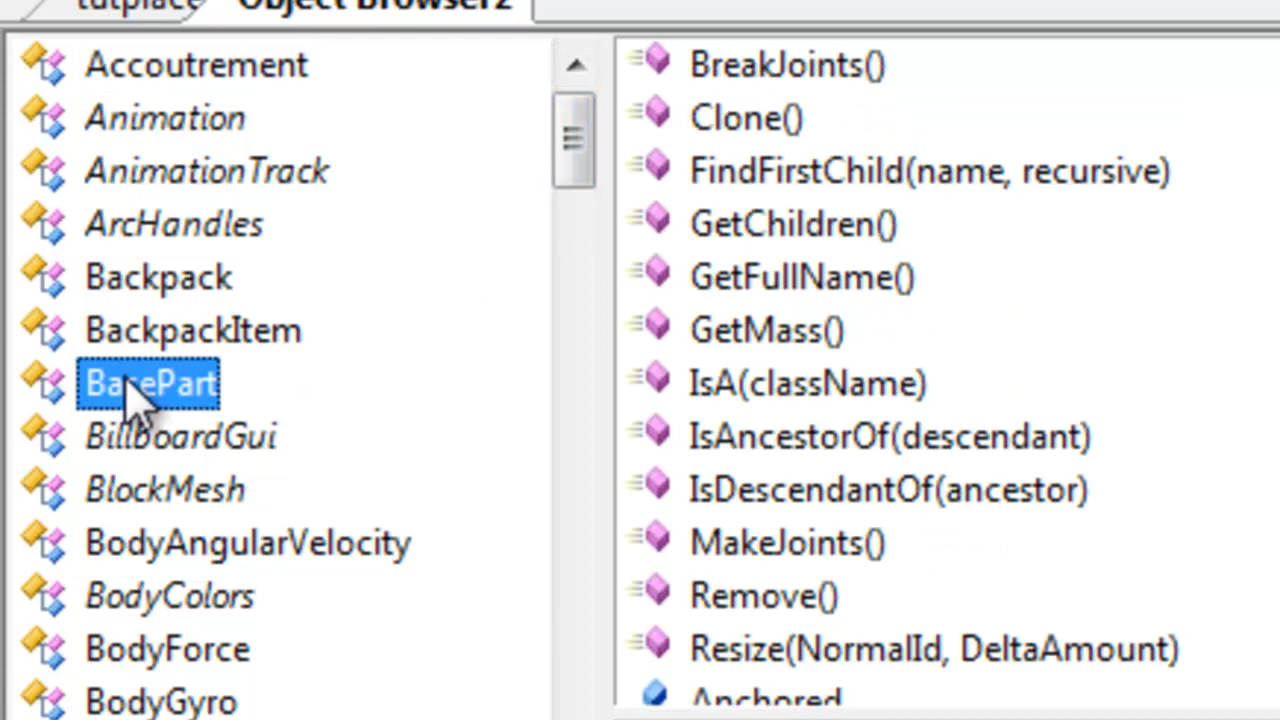 tutplace
Object Browser2
Accoutrement
Animation
AnimationTrack
ArcHandles
Backpack
BackpackItem
BasePart
BillboardGui
BlockMesh
BodyAngularVelocity
BodyColors
BodyForce
BodyGyro
BreakJoints()
Clone()
FindFirstChild(name, recursive)
GetChildren()
GetFullName()
GetMass()
IsA(className)
IsAncestorOf(descendant)
IsDescendantOf(ancestor)
MakeJoints()
Remove()
Resize(NormalId, DeltaAmount)
Anchored